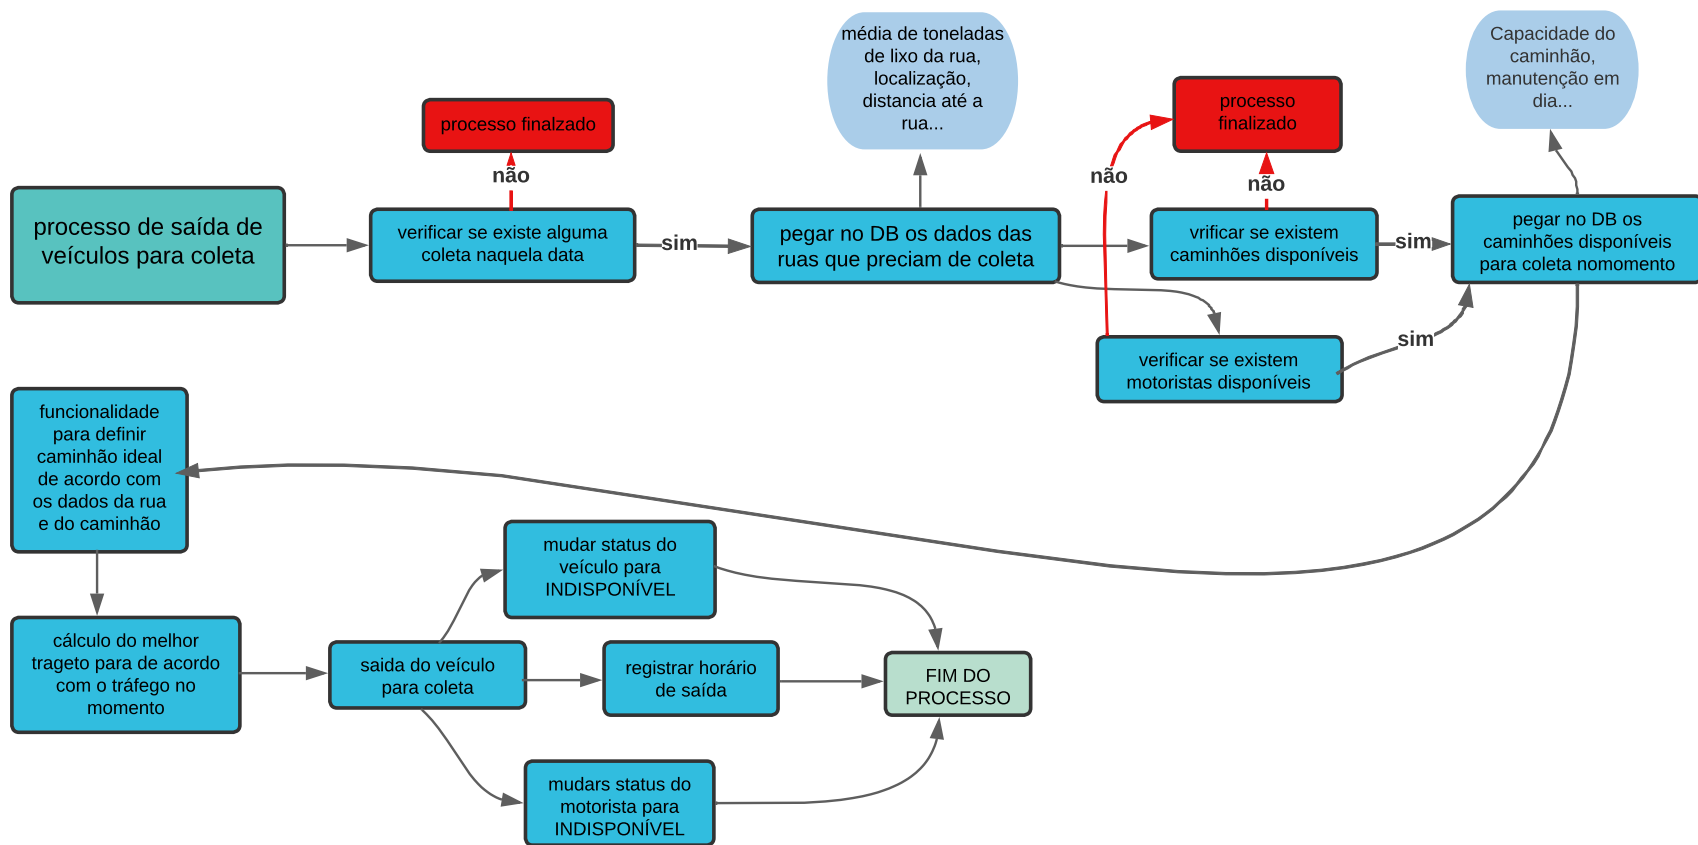 processo de saída de
veículos para coleta
processo finalzado
não
verificar se existe alguma
coleta naquela data
sim
média de toneladas
de lixo da rua,
localização,
distancia até a
rua...
pegar no DB os dados das
ruas que preciam de coleta
processo
finalizado
não
não
vrificar se existem
caminhões disponíveis
sim
verificar se existem
motoristas disponíveis
sim
Capacidade do
caminhão,
manutenção em
dia...
pegar no DB os
caminhões disponíveis
para coleta nomomento
funcionalidade
para definir
caminhão ideal
de acordo com
os dados da rua
e do caminhão
cálculo do melhor
trageto para de acordo
com o tráfego no
momento
saida do veículo
para coleta
mudar status do
veículo para
INDISPONÍVEL
registrar horário
de saída
mudars status do
motorista para
INDISPONÍVEL
FIM DO
PROCESSO